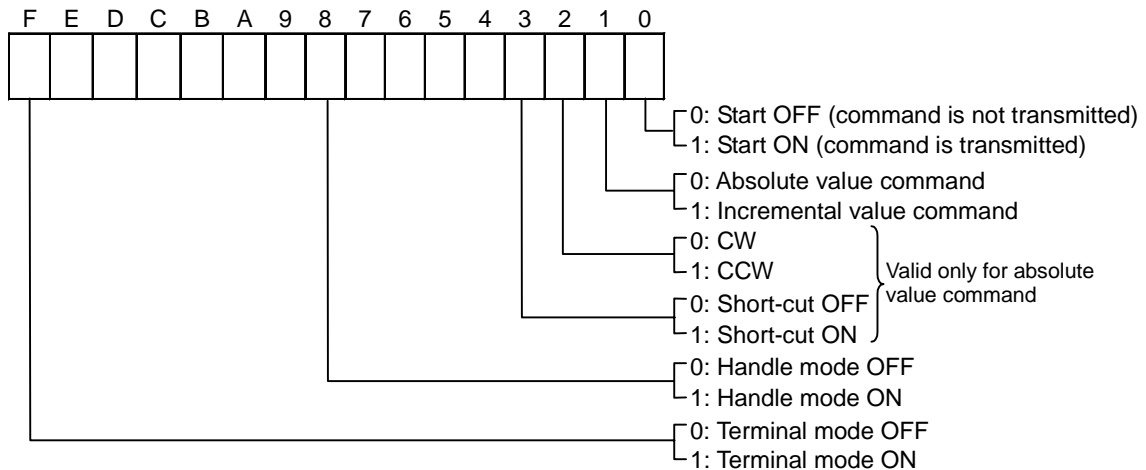 F E D C B A 9 8 7 6 5 4 3 2 1 0
0: Start OFF (command is not transmitted)
1: Start ON (command is transmitted)
0: Absolute value command
1: Incremental value command
0: CW
1: CCW
Valid only for absolute
value command
0: Short-cut OFF
1: Short-cut ON
0: Handle mode OFF
1: Handle mode ON
0: Terminal mode OFF
1: Terminal mode ON